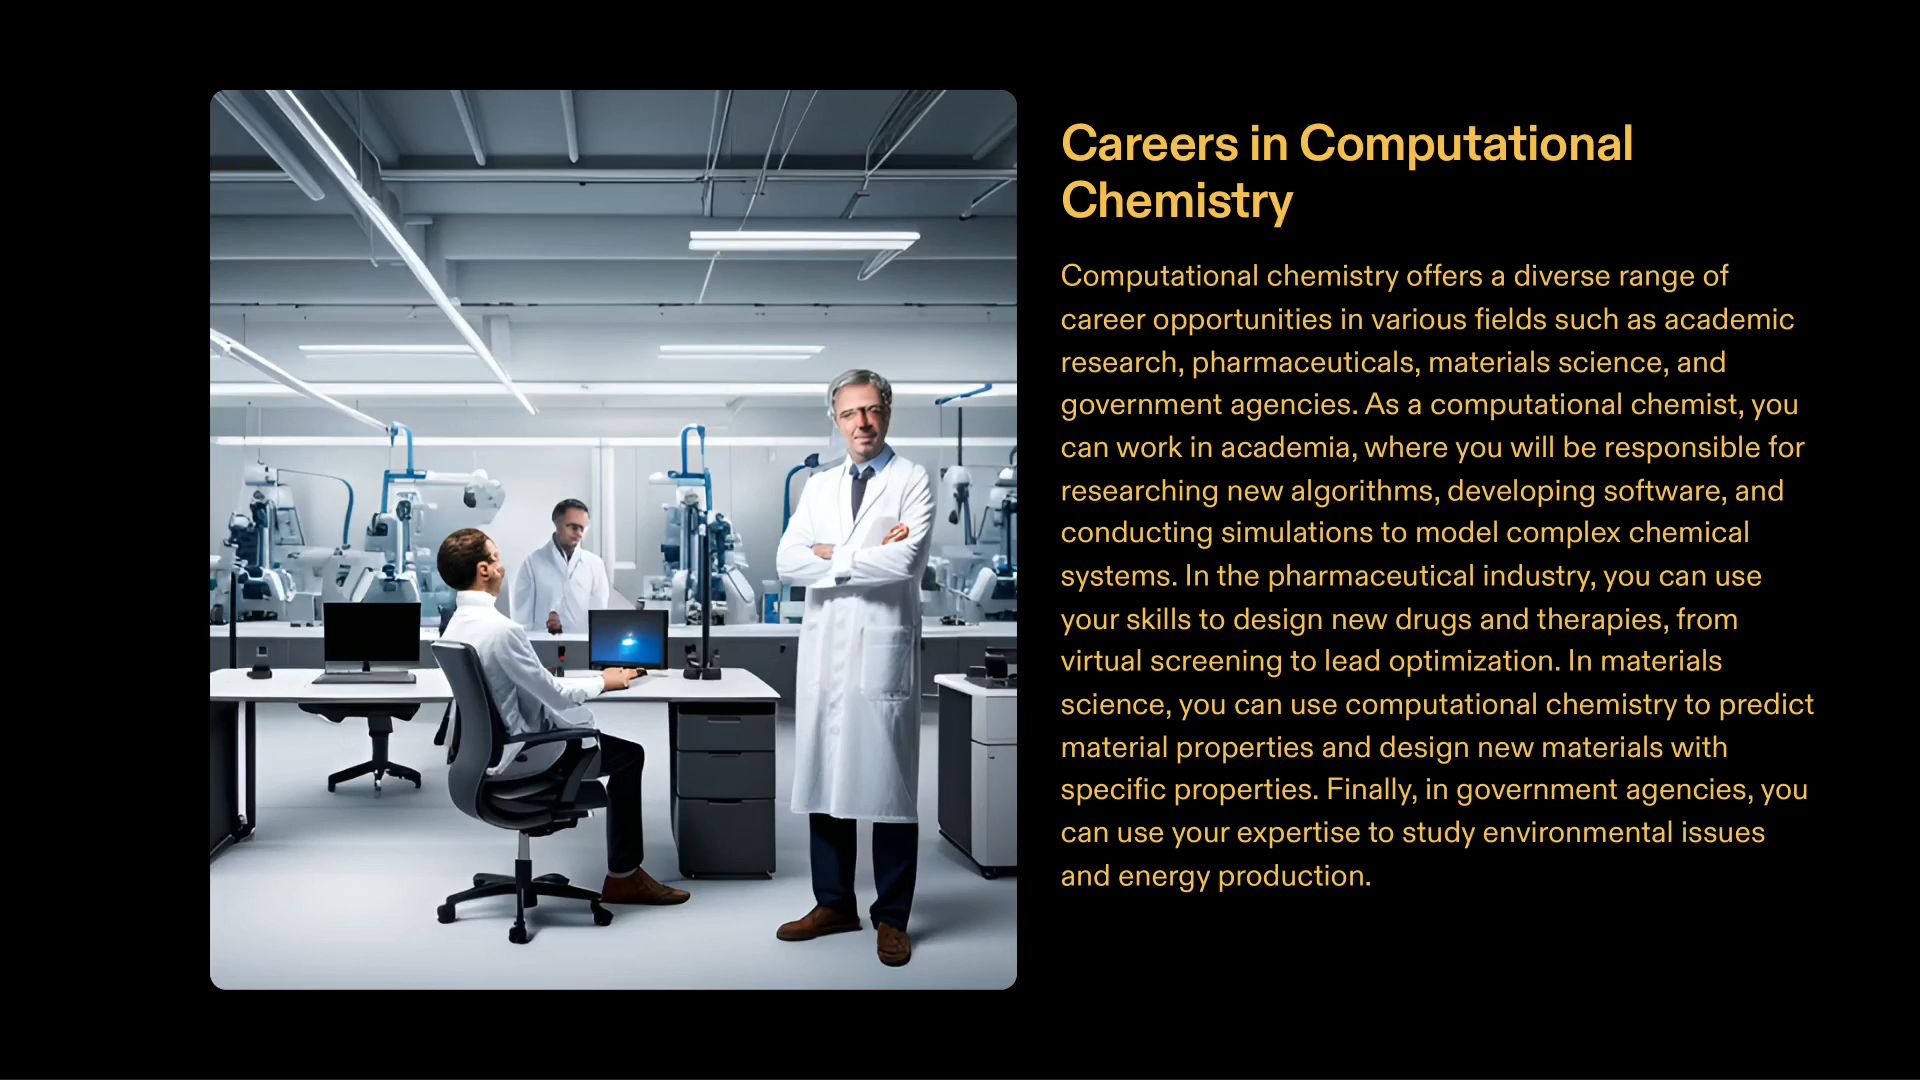 Careers in Computational
Chemistry
Computational chemistry offers a diverse range of
career opportunities in various fields such as academic
research, pharmaceuticals, materials science, and
government agencies. As a computational chemist, you
can work in academia, where you will be responsible for
researching new algorithms, developing software, and
conducting simulations to model complex chemical
systems. In the pharmaceutical industry, you can use
your skills to design new drugs and therapies, from
virtual screening to lead optimization. In materials
science, you can use computational chemistry to predict
material properties and design new materials with
specific properties. Finally, in government agencies, you
can use your expertise to study environmental issues
and energy production.